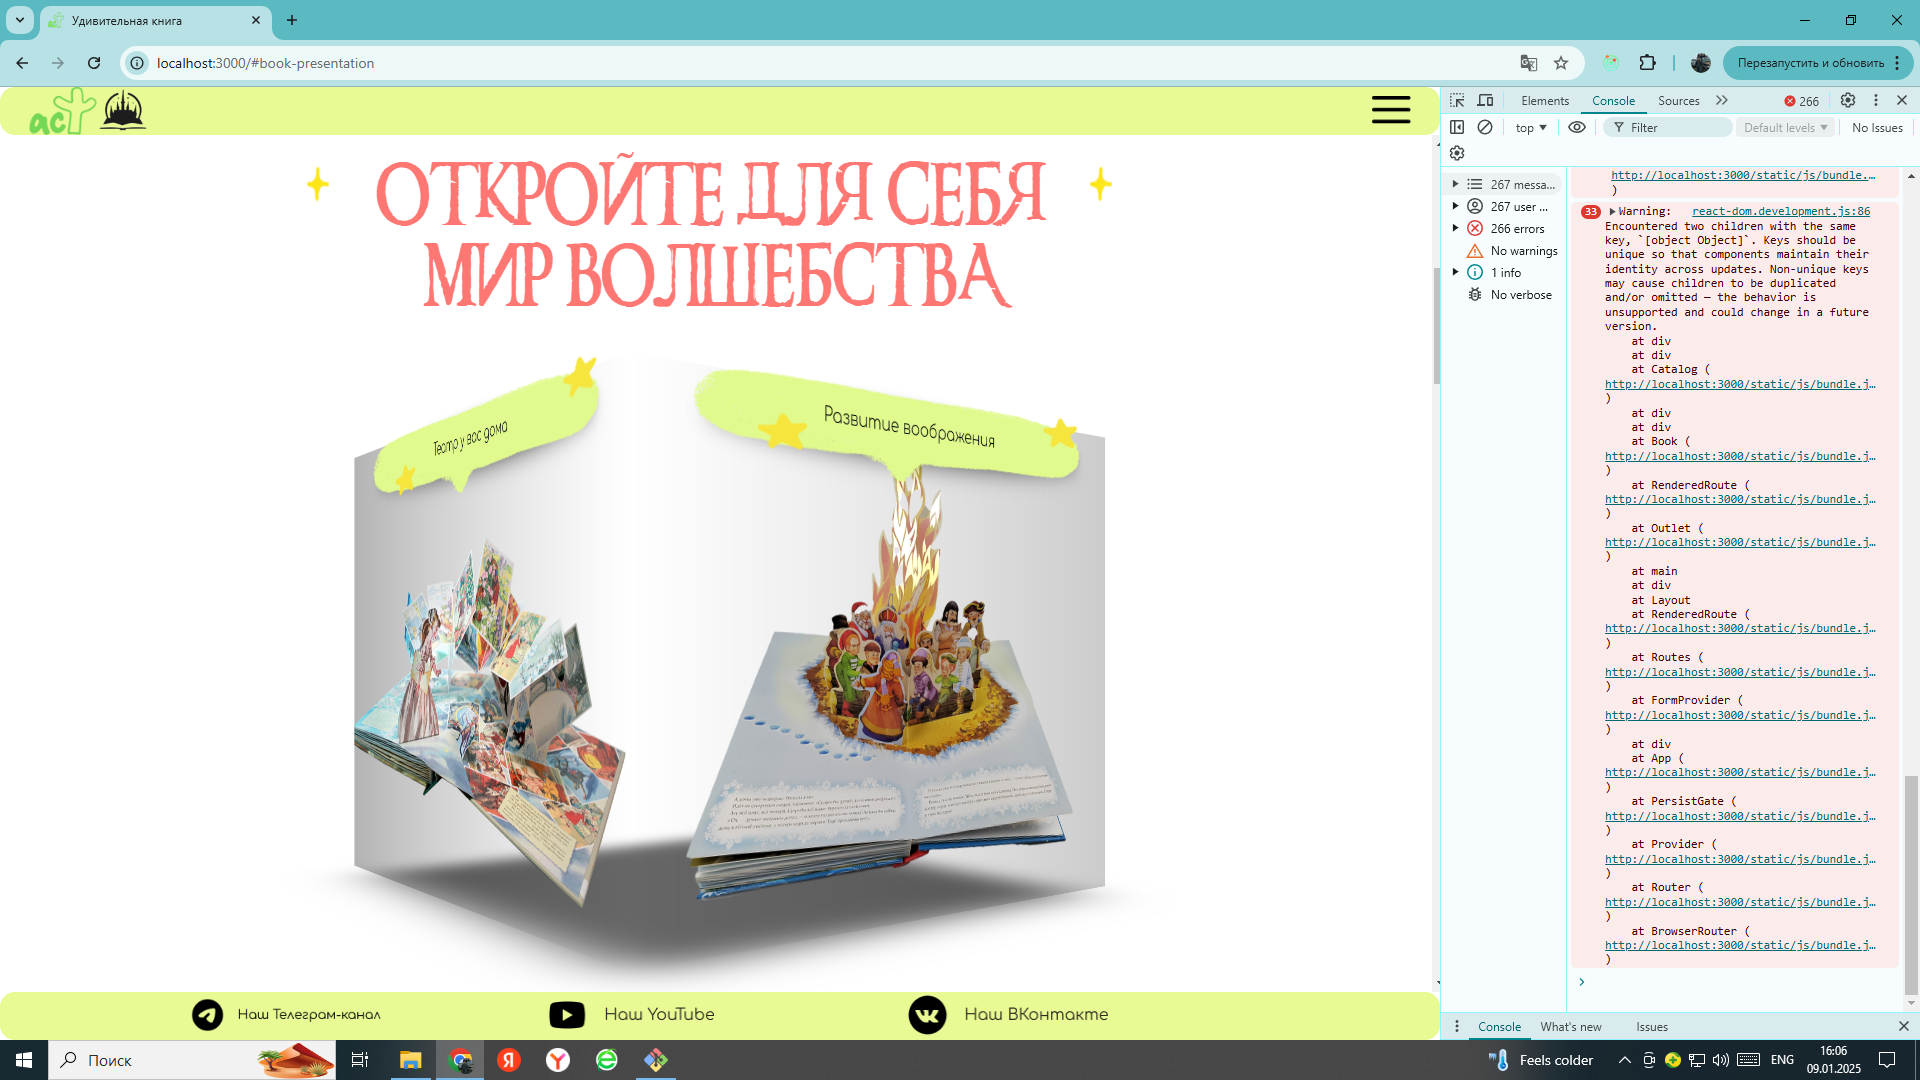 Удивительная книга
localhost:3000/#book-presentation
Перезапустить и обновить
аст
ОТКРОЙТЕ ДЛЯ СЕБЯ
МИР ВОЛШЕБСТВА
Театр у вас дома
Развитие воображения
Наш Телеграм-канал
Наш YouTube
Наш ВКонтакте
Elements
Console
Sources
266
top
Filter
Default levels
No Issues
267 messa...
267 user ...
266 errors
No warnings
1 info
No verbose
http://localhost:3000/static/js/bundle.…
)
33
Warning: react-dom.development.js:86
Encountered two children with the same
key, `[object Object]`. Keys should be
unique so that components maintain their
identity across updates. Non-unique keys
may cause children to be duplicated
and/or omitted — the behavior is
unsupported and could change in a future
version.
at div
at div
at Catalog (
http://localhost:3000/static/js/bundle.j…
)
at div
at div
at Book (
http://localhost:3000/static/js/bundle.j…
)
at RenderedRoute (
http://localhost:3000/static/js/bundle.j…
)
at Outlet (
http://localhost:3000/static/js/bundle.j…
)
at main
at div
at Layout
at RenderedRoute (
http://localhost:3000/static/js/bundle.j…
)
at Routes (
http://localhost:3000/static/js/bundle.j…
)
at FormProvider (
http://localhost:3000/static/js/bundle.j…
)
at div
at App (
http://localhost:3000/static/js/bundle.j…
)
at PersistGate (
http://localhost:3000/static/js/bundle.j…
)
at Provider (
http://localhost:3000/static/js/bundle.j…
)
at Router (
http://localhost:3000/static/js/bundle.j…
)
at BrowserRouter (
http://localhost:3000/static/js/bundle.j…
)
Console
What's new
Issues
Поиск
Feels colder
ENG
16:06
09.01.2025